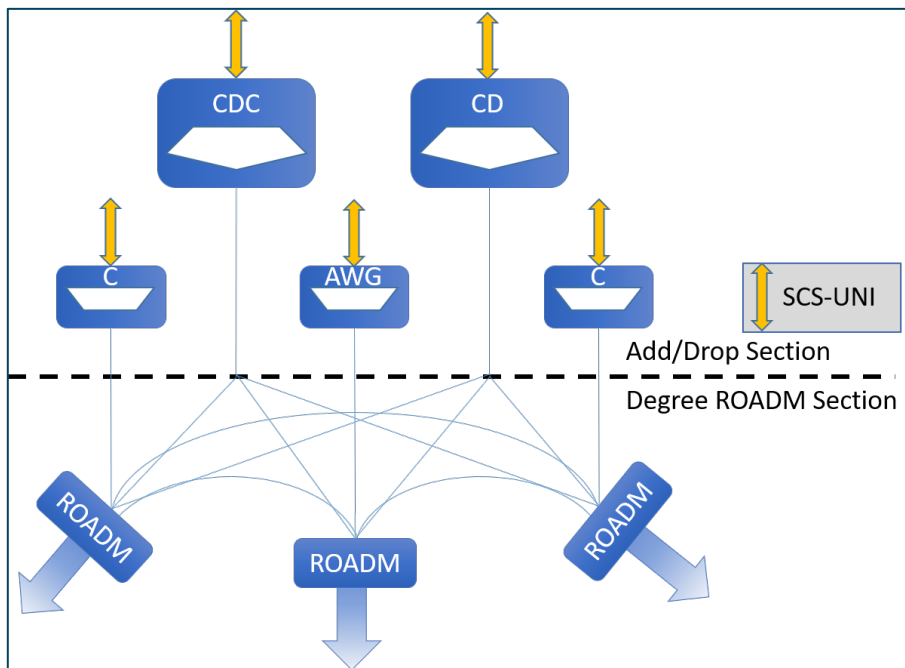 CDC
CD
C
AWG
C
SCS-UNI
Add/Drop Section
Degree ROADM Section
ROADM
ROADM
ROADM